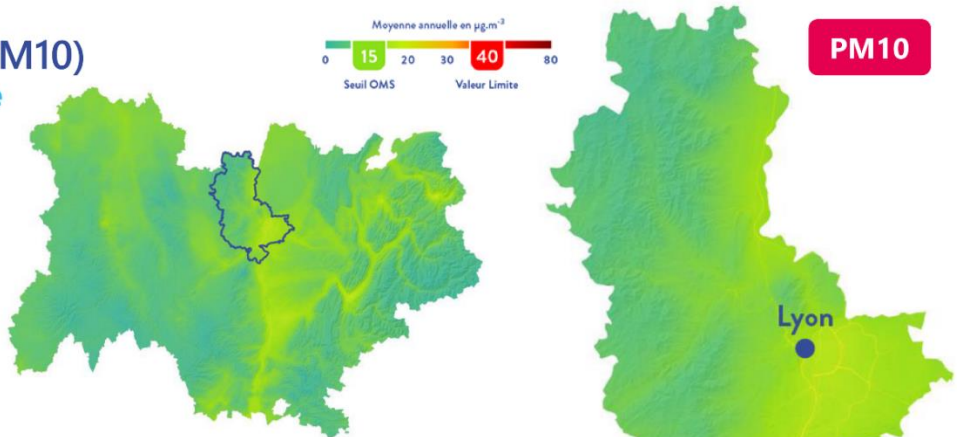 M10)
e
Moyenne annuelle en µg.m⁻³
0 15 20 30 40 80
Seuil OMS Valeur Limite
PM10
Lyon